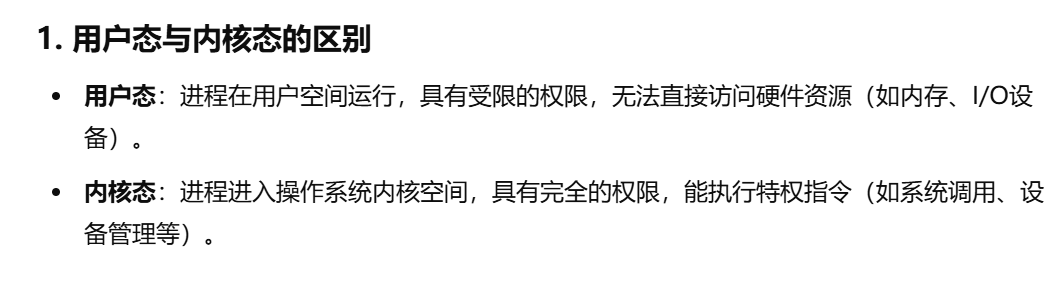 1. 用户态与内核态的区别
• 用户态：进程在用户空间运行，具有受限的权限，无法直接访问硬件资源（如内存、I/O设
备）。
• 内核态：进程进入操作系统内核空间，具有完全的权限，能执行特权指令（如系统调用、设
备管理等）。